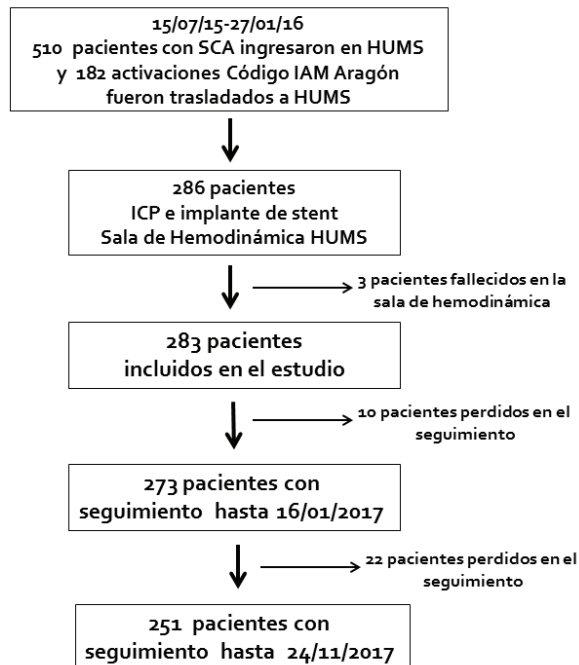 15/07/15-27/01/16
510 pacientes con SCA ingresaron en HUMS
y 182 activaciones Código IAM Aragón
fueron trasladados a HUMS
286 pacientes
ICP e implante de stent
Sala de Hemodinámica HUMS
3 pacientes fallecidos en la
sala de hemodinámica
283 pacientes
incluidos en el estudio
10 pacientes perdidos en el
seguimiento
273 pacientes con
seguimiento hasta 16/01/2017
22 pacientes perdidos en el
seguimiento
251 pacientes con
seguimiento hasta 24/11/2017